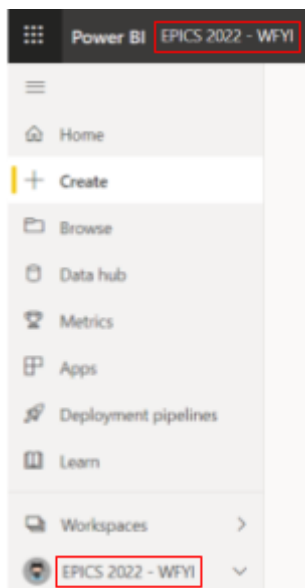 Power BI EPICS 2022 - WFYI
Home
Create
Browse
Data hub
Metrics
Apps
Deployment pipelines
Learn
Workspaces
EPICS 2022 - WFYI